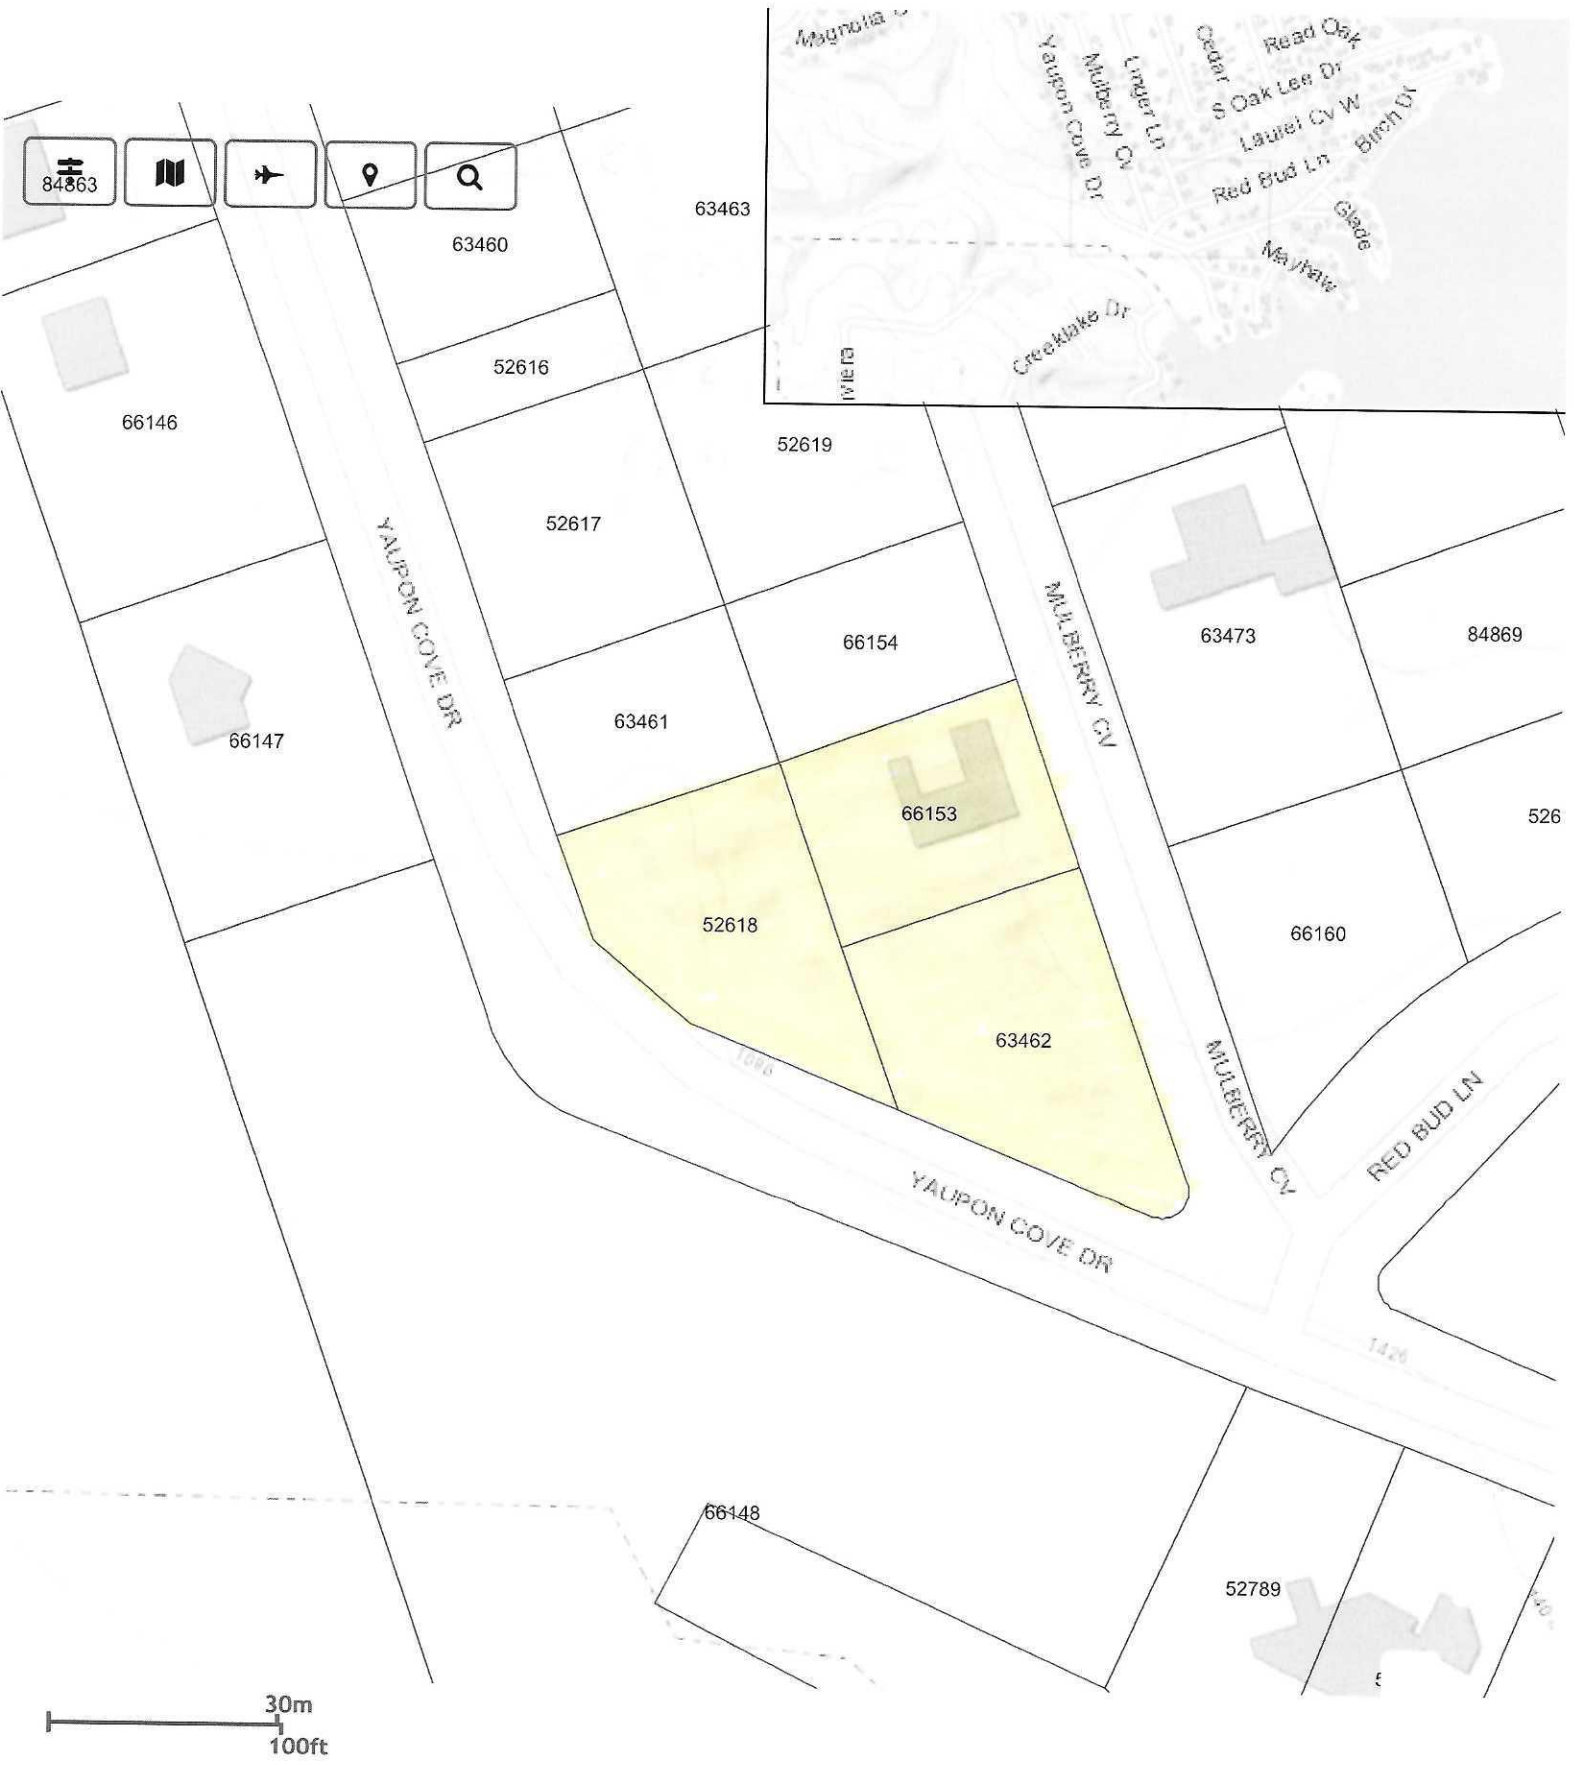 Magnolia
Yaupon Cove Dr
Mulberry Cv
Linger Ln
Cedar
Read Oak
S Oak Lee Dr
Laurel Cv W
Birch Dr
Red Bud Ln
Glade
Mayhaw
Creeklake Dr
84863
63460
63463
52616
66146
52619
52617
YAUPON COVE DR
66154
MULBERRY CV
63473
84869
63461
66147
66153
526
52618
66160
63462
1086
MULBERRY CV
RED BUD LN
YAUPON COVE DR
1426
66148
52789
30m
100ft